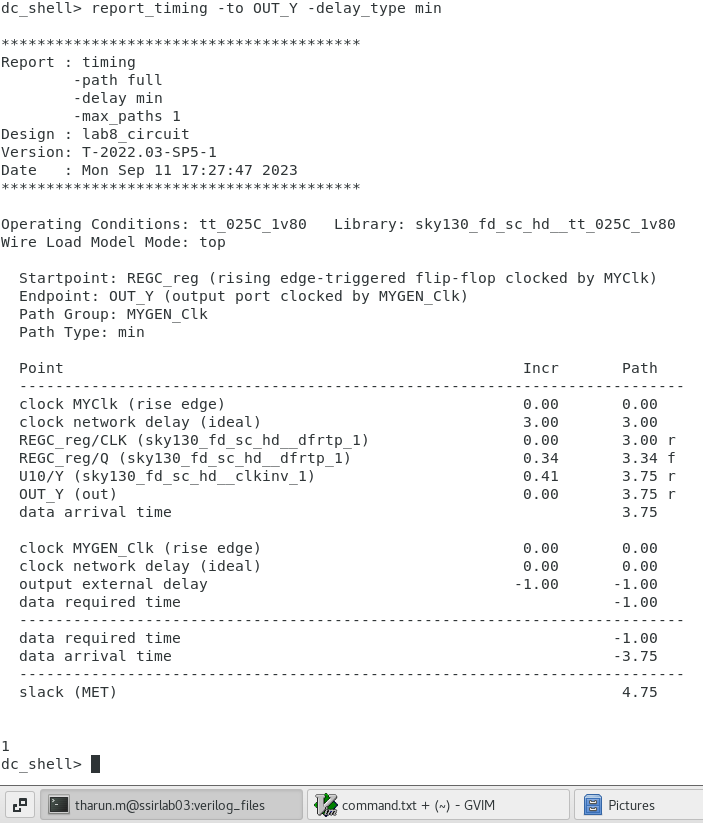 dc_shell> report_timing -to OUT_Y -delay_type min
****************************************
Report : timing
        -path full
        -delay min
        -max_paths 1
Design : lab8_circuit
Version: T-2022.03-SP5-1
Date   : Mon Sep 11 17:27:47 2023
****************************************
Operating Conditions: tt_025C_1v80   Library: sky130_fd_sc_hd__tt_025C_1v80
Wire Load Model Mode: top
  Startpoint: REGC_reg (rising edge-triggered flip-flop clocked by MYClk)
  Endpoint: OUT_Y (output port clocked by MYGEN_Clk)
  Path Group: MYGEN_Clk
  Path Type: min
  Point                                                   Incr       Path
  --------------------------------------------------------------------------
  clock MYClk (rise edge)                                 0.00       0.00
  clock network delay (ideal)                             3.00       3.00
  REGC_reg/CLK (sky130_fd_sc_hd__dfrtp_1)                 0.00       3.00 r
  REGC_reg/Q (sky130_fd_sc_hd__dfrtp_1)                   0.34       3.34 f
  U10/Y (sky130_fd_sc_hd__clkinv_1)                       0.41       3.75 r
  OUT_Y (out)                                             0.00       3.75 r
  data arrival time                                                  3.75
  clock MYGEN_Clk (rise edge)                             0.00       0.00
  clock network delay (ideal)                             0.00       0.00
  output external delay                                  -1.00      -1.00
  data required time                                                -1.00
  --------------------------------------------------------------------------
  data required time                                                -1.00
  data arrival time                                                 -3.75
  --------------------------------------------------------------------------
  slack (MET)                                                        4.75
1
dc_shell>
tharun.m@ssirlab03:verilog_files
command.txt + (~) - GVIM
Pictures